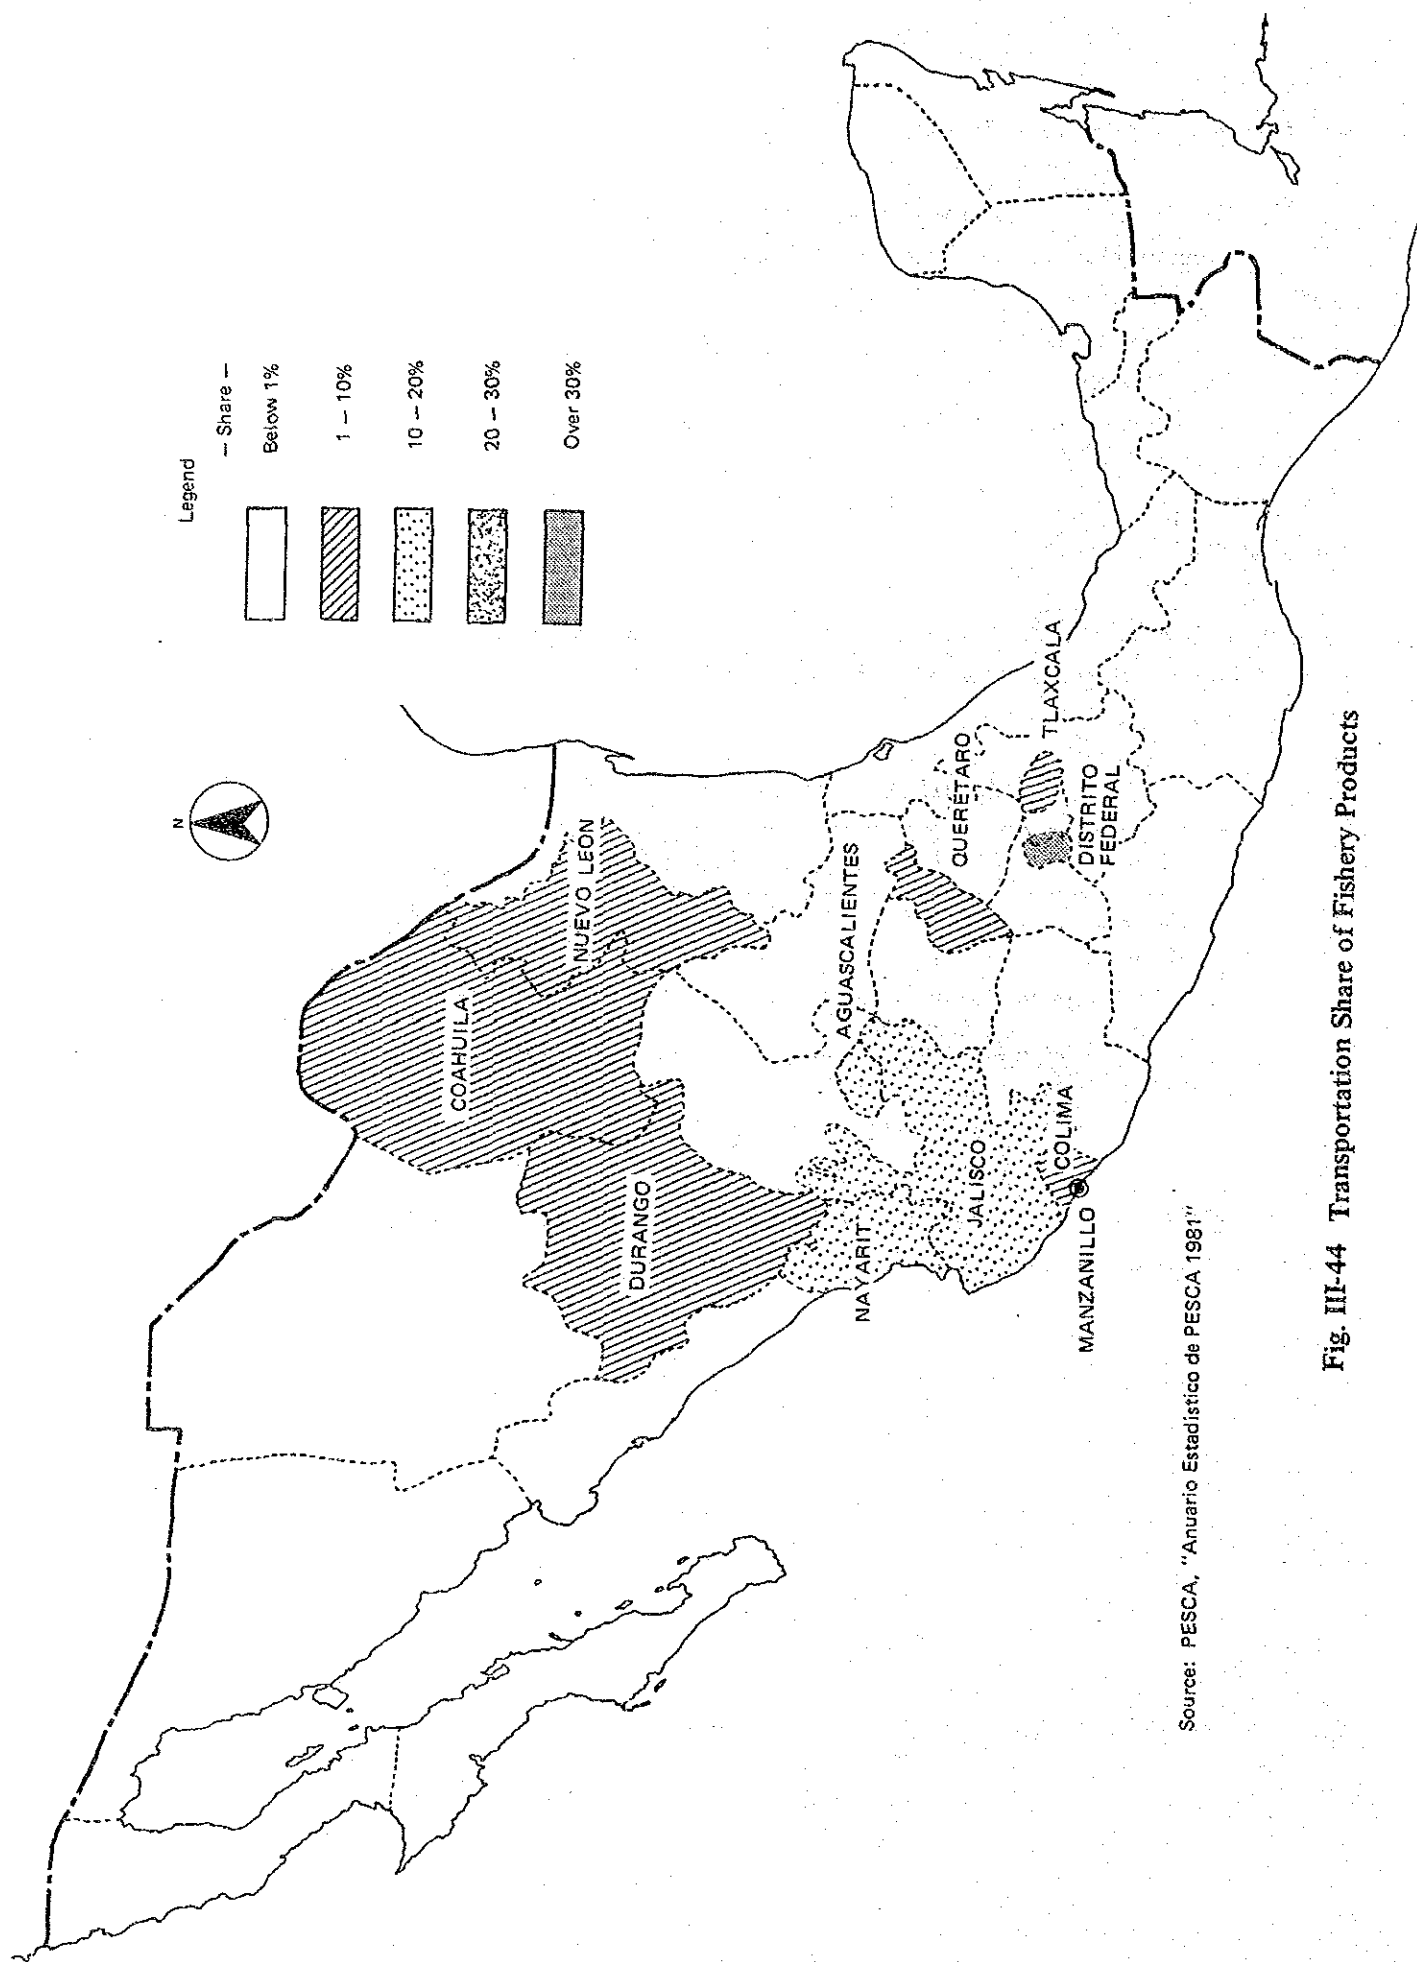 Legend
— Share —
Below 1%
1 – 10%
10 – 20%
20 – 30%
Over 30%
N
COAHUILA
NUEVO LEON
DURANGO
AGUASCALIENTES
NAYARIT
QUERETARO
JALISCO
TLAXCALA
COLIMA
DISTRITO
FEDERAL
MANZANILLO
Source: PESCA, "Anuario Estadistico de PESCA 1981"
Fig. III-44 Transportation Share of Fishery Products